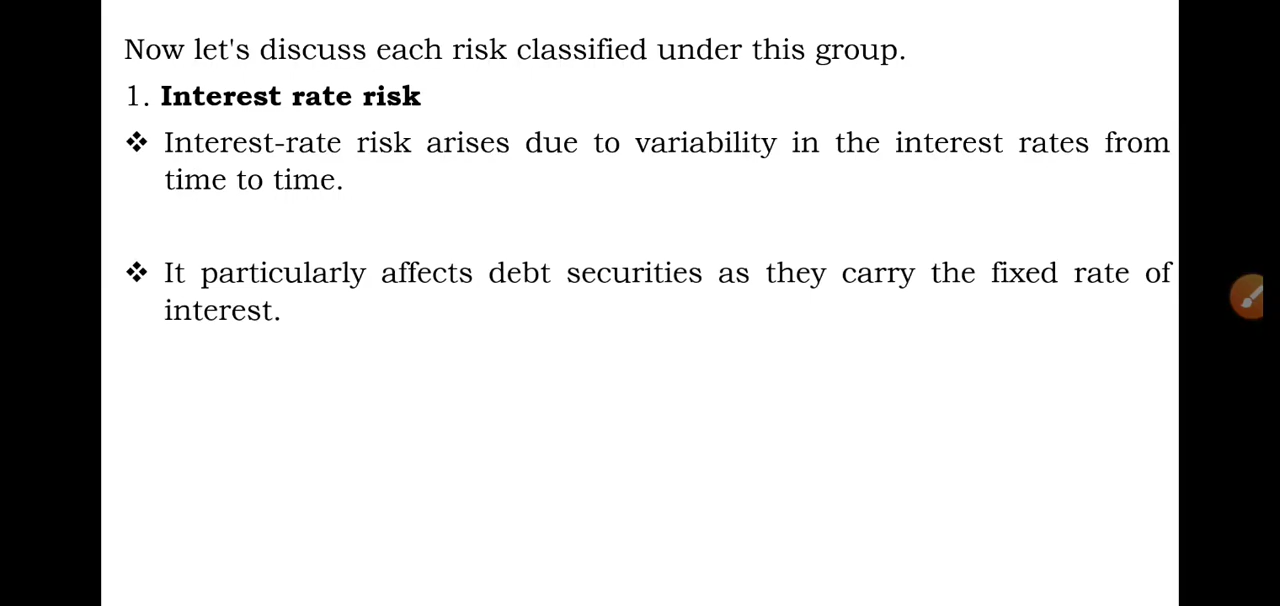 Now let's discuss each risk classified under this group.
1. Interest rate risk
❖ Interest-rate risk arises due to variability in the interest rates from
time to time.
❖ It particularly affects debt securities as they carry the fixed rate of
interest.